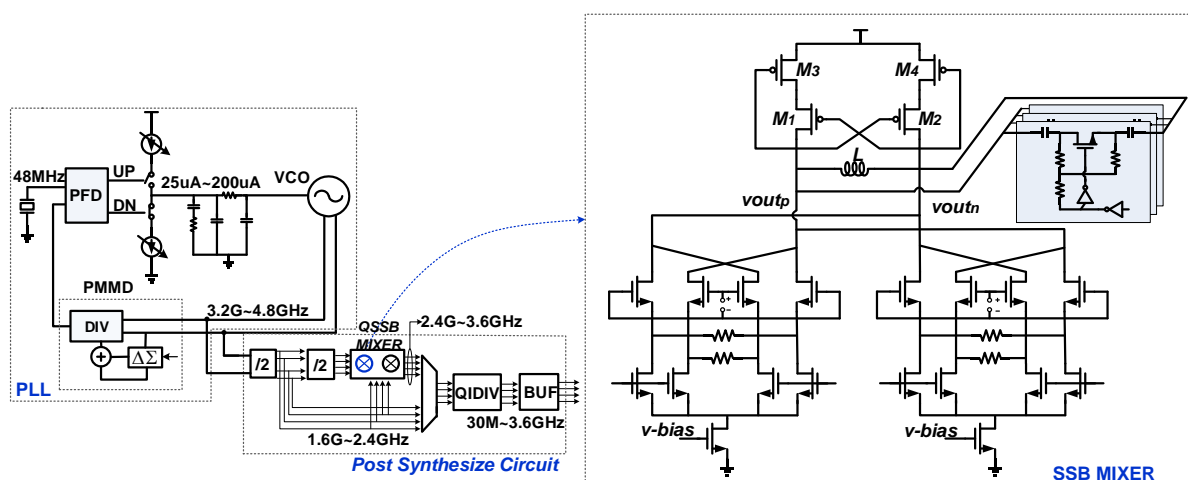 48MHz
PFD
UP
DN
25uA~200uA
VCO
PMMD
DIV
+
ΔΣ
PLL
3.2G~4.8GHz
/2
/2
QSSB
MIXER
2.4G~3.6GHz
1.6G~2.4GHz
QIDIV
BUF
30M~3.6GHz
Post Synthesize Circuit
M3
M4
M1
M2
L
voutp
voutn
+
−
+
−
v-bias
v-bias
SSB MIXER